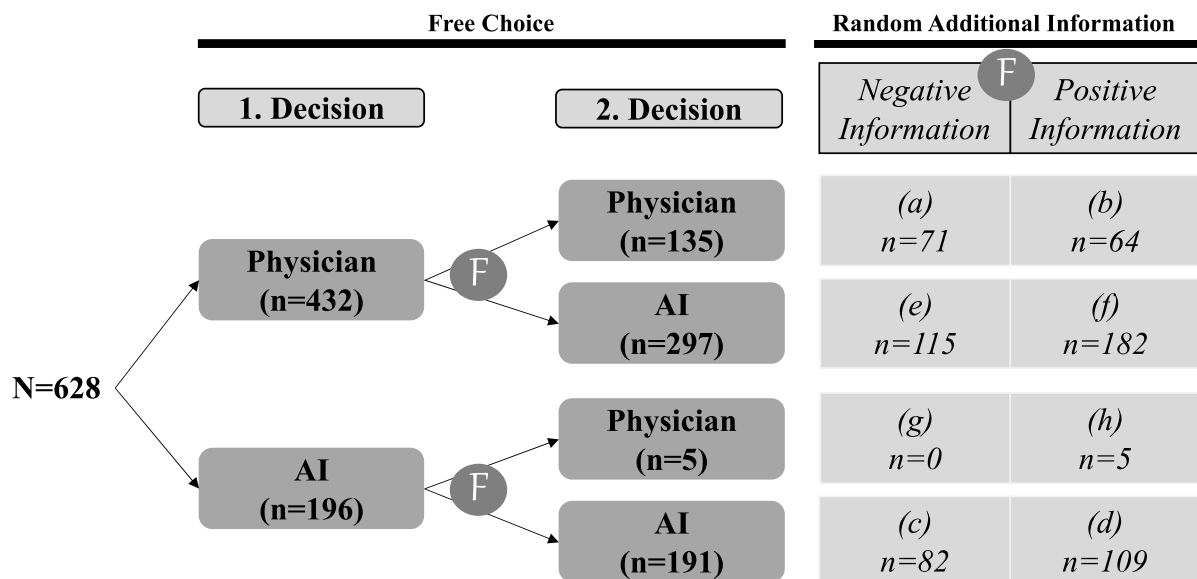 Free Choice
Random Additional Information
1. Decision
2. Decision
F
Negative
Information
Positive
Information
Physician
(n=135)
(a)
n=71
(b)
n=64
Physician
(n=432)
F
AI
(n=297)
(e)
n=115
(f)
n=182
N=628
Physician
(n=5)
(g)
n=0
(h)
n=5
AI
(n=196)
F
AI
(n=191)
(c)
n=82
(d)
n=109